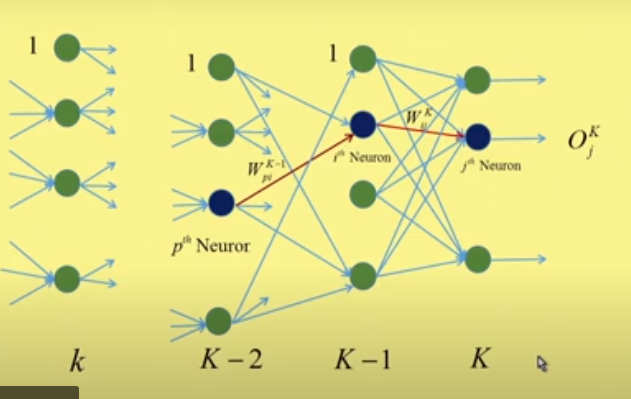 1
1
1
W_{pi}^{K-1}
W_{ij}^{K}
i^{th} Neuron
j^{th} Neuron
O_j^K
p^{th} Neuror
k
K − 2
K − 1
K